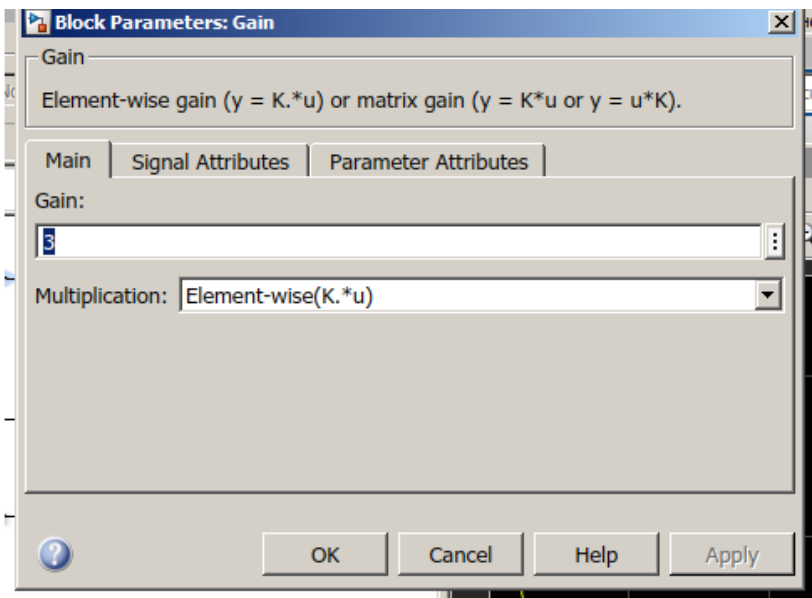 Block Parameters: Gain
Gain
Element-wise gain (y = K.*u) or matrix gain (y = K*u or y = u*K).
Main Signal Attributes Parameter Attributes
Gain:
3
Multiplication: Element-wise(K.*u)
OK Cancel Help Apply